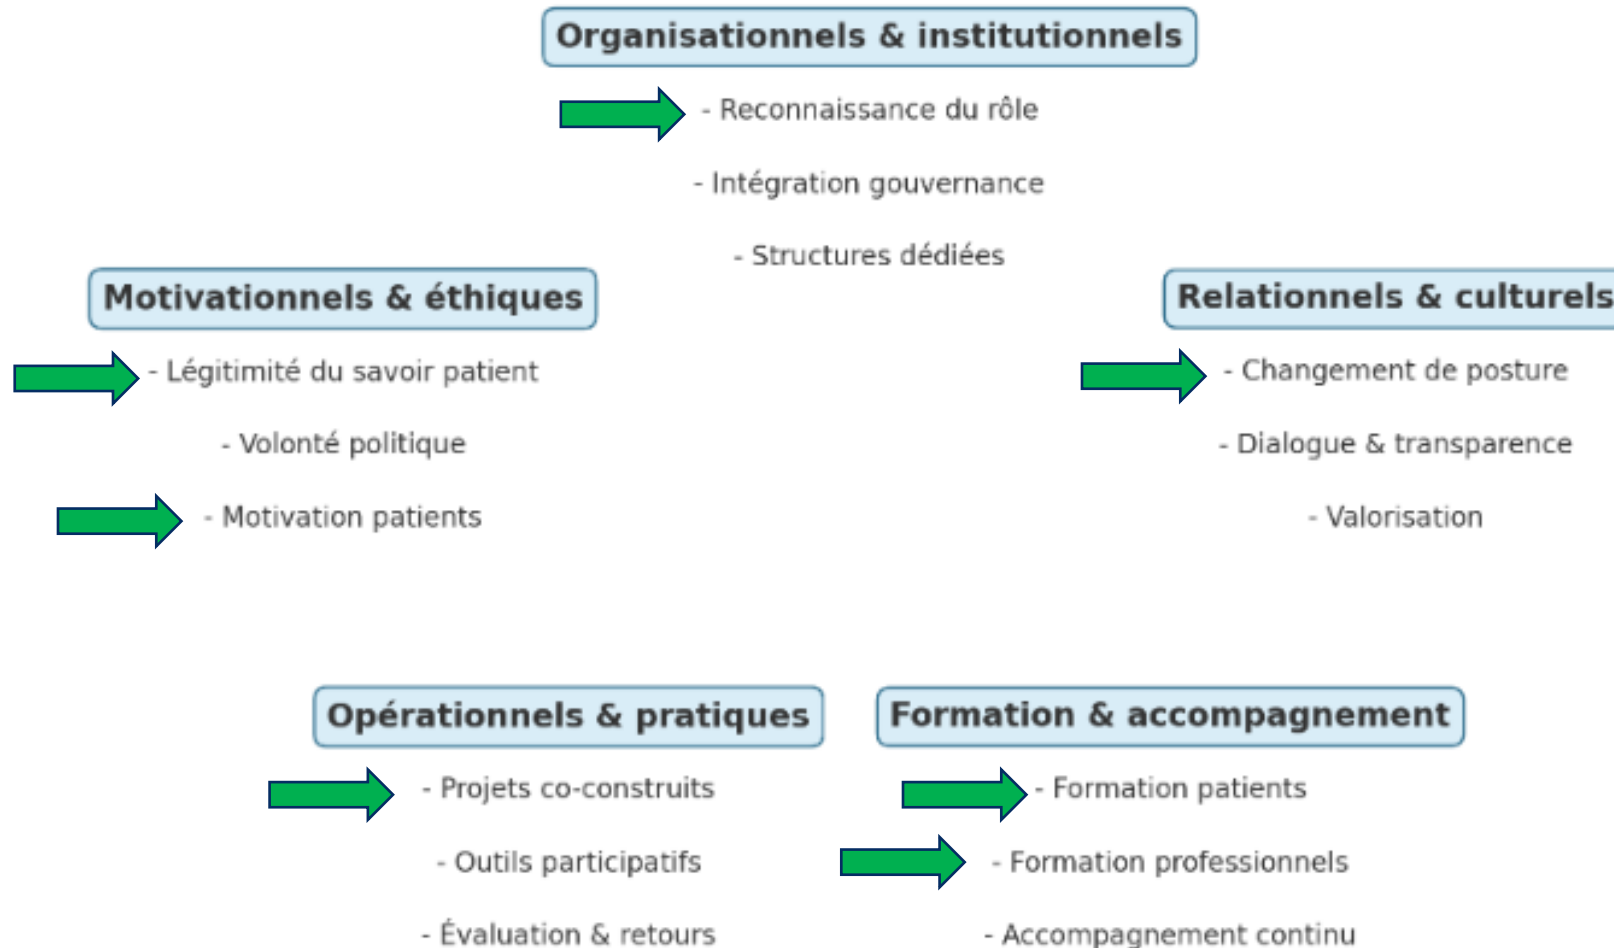 Organisationnels & institutionnels
- Reconnaissance du rôle
- Intégration gouvernance
- Structures dédiées
Motivationnels & éthiques
- Légitimité du savoir patient
- Volonté politique
- Motivation patients
Relationnels & culturels
- Changement de posture
- Dialogue & transparence
- Valorisation
Opérationnels & pratiques
- Projets co-construits
- Outils participatifs
- Évaluation & retours
Formation & accompagnement
- Formation patients
- Formation professionnels
- Accompagnement continu